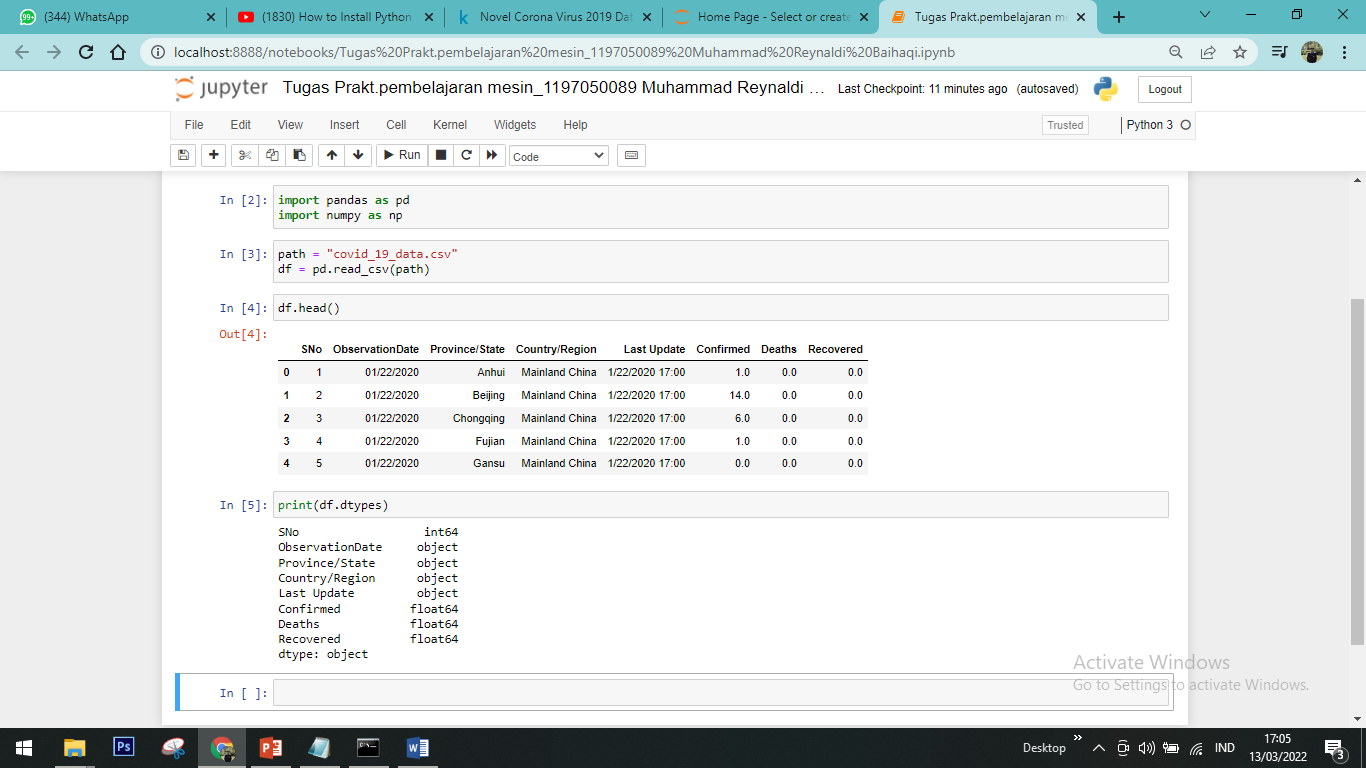 (344) WhatsApp
(1830) How to Install Python
Novel Corona Virus 2019 Dat
Home Page - Select or create
Tugas Prakt.pembelajaran m
localhost:8888/notebooks/Tugas%20Prakt.pembelajaran%20mesin_1197050089%20Muhammad%20Reynaldi%20Baihaqi.ipynb
jupyter Tugas Prakt.pembelajaran mesin_1197050089 Muhammad Reynaldi ... Last Checkpoint: 11 minutes ago (autosaved) Logout
File Edit View Insert Cell Kernel Widgets Help Trusted Python 3
Run Code
In [2]: import pandas as pd
import numpy as np
In [3]: path = "covid_19_data.csv"
df = pd.read_csv(path)
In [4]: df.head()
Out[4]:
SNo ObservationDate Province/State Country/Region Last Update Confirmed Deaths Recovered
0 1 01/22/2020 Anhui Mainland China 1/22/2020 17:00 1.0 0.0 0.0
1 2 01/22/2020 Beijing Mainland China 1/22/2020 17:00 14.0 0.0 0.0
2 3 01/22/2020 Chongqing Mainland China 1/22/2020 17:00 6.0 0.0 0.0
3 4 01/22/2020 Fujian Mainland China 1/22/2020 17:00 1.0 0.0 0.0
4 5 01/22/2020 Gansu Mainland China 1/22/2020 17:00 0.0 0.0 0.0
In [5]: print(df.dtypes)
SNo int64
ObservationDate object
Province/State object
Country/Region object
Last Update object
Confirmed float64
Deaths float64
Recovered float64
dtype: object
In [ ]:
Activate Windows
Go to Settings to activate Windows.
Ps
Desktop
IND
17:05
13/03/2022
3